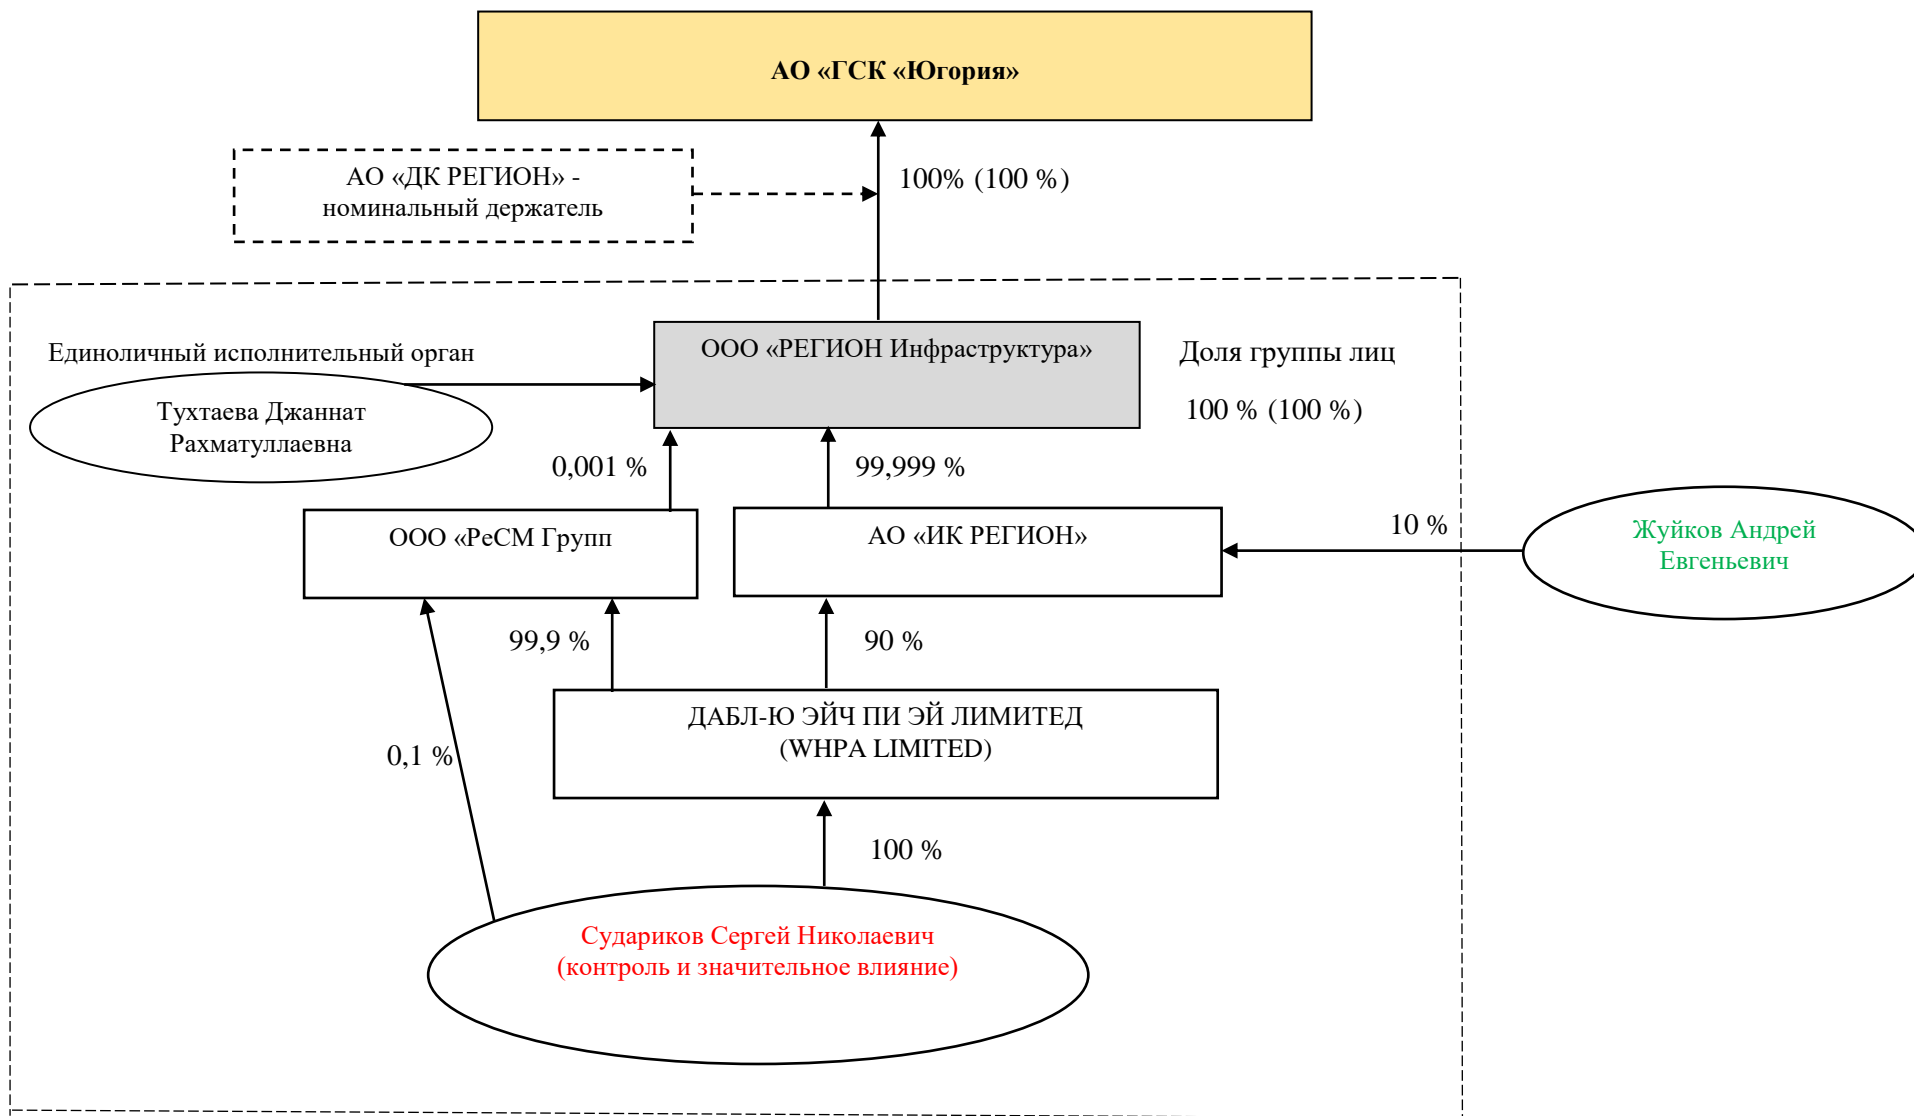 АО «ГСК «Югория»
АО «ДК РЕГИОН» -
номинальный держатель
100% (100 %)
Единоличный исполнительный орган
ООО «РЕГИОН Инфраструктура»
Доля группы лиц
100 % (100 %)
Тухтаева Джаннат
Рахматуллаевна
0,001 %
99,999 %
ООО «РеСМ Групп
АО «ИК РЕГИОН»
10 %
Жуйков Андрей
Евгеньевич
99,9 %
90 %
ДАБЛ-Ю ЭЙЧ ПИ ЭЙ ЛИМИТЕД
(WHPA LIMITED)
0,1 %
100 %
Судариков Сергей Николаевич
(контроль и значительное влияние)